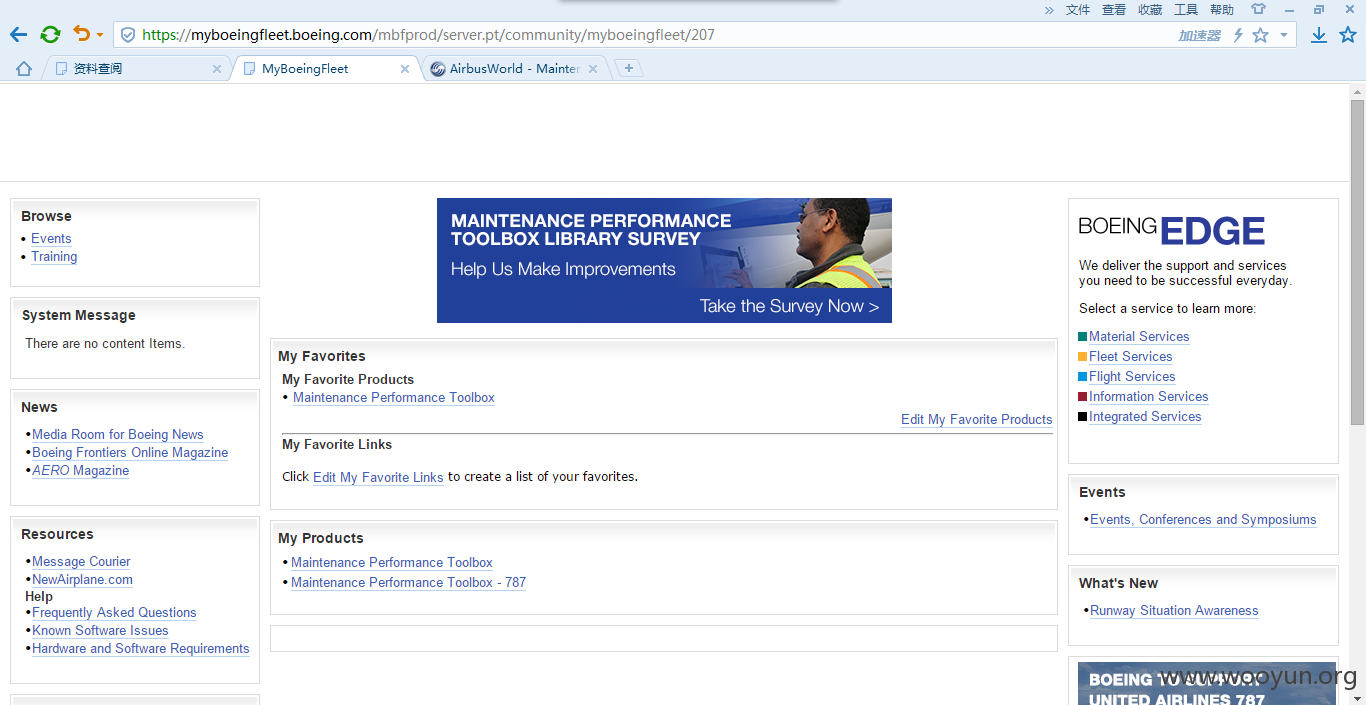 » 文件 查看 收藏 工具 帮助
https://myboeingfleet.boeing.com/mbfprod/server.pt/community/myboeingfleet/207
加速器
资料查阅
MyBoeingFleet
AirbusWorld - Mainten
Browse
• Events
• Training
System Message
There are no content Items.
News
•Media Room for Boeing News
•Boeing Frontiers Online Magazine
•AERO Magazine
Resources
•Message Courier
•NewAirplane.com
Help
•Frequently Asked Questions
•Known Software Issues
•Hardware and Software Requirements
MAINTENANCE PERFORMANCE
TOOLBOX LIBRARY SURVEY
Help Us Make Improvements
Take the Survey Now >
My Favorites
My Favorite Products
• Maintenance Performance Toolbox
Edit My Favorite Products
My Favorite Links
Click Edit My Favorite Links to create a list of your favorites.
My Products
• Maintenance Performance Toolbox
• Maintenance Performance Toolbox - 787
BOEING EDGE
We deliver the support and services
you need to be successful everyday.
Select a service to learn more:
Material Services
Fleet Services
Flight Services
Information Services
Integrated Services
Events
•Events, Conferences and Symposiums
What's New
•Runway Situation Awareness
BOEING TO SUPPORT
UNITED AIRLINES 787
www.wooyun.org